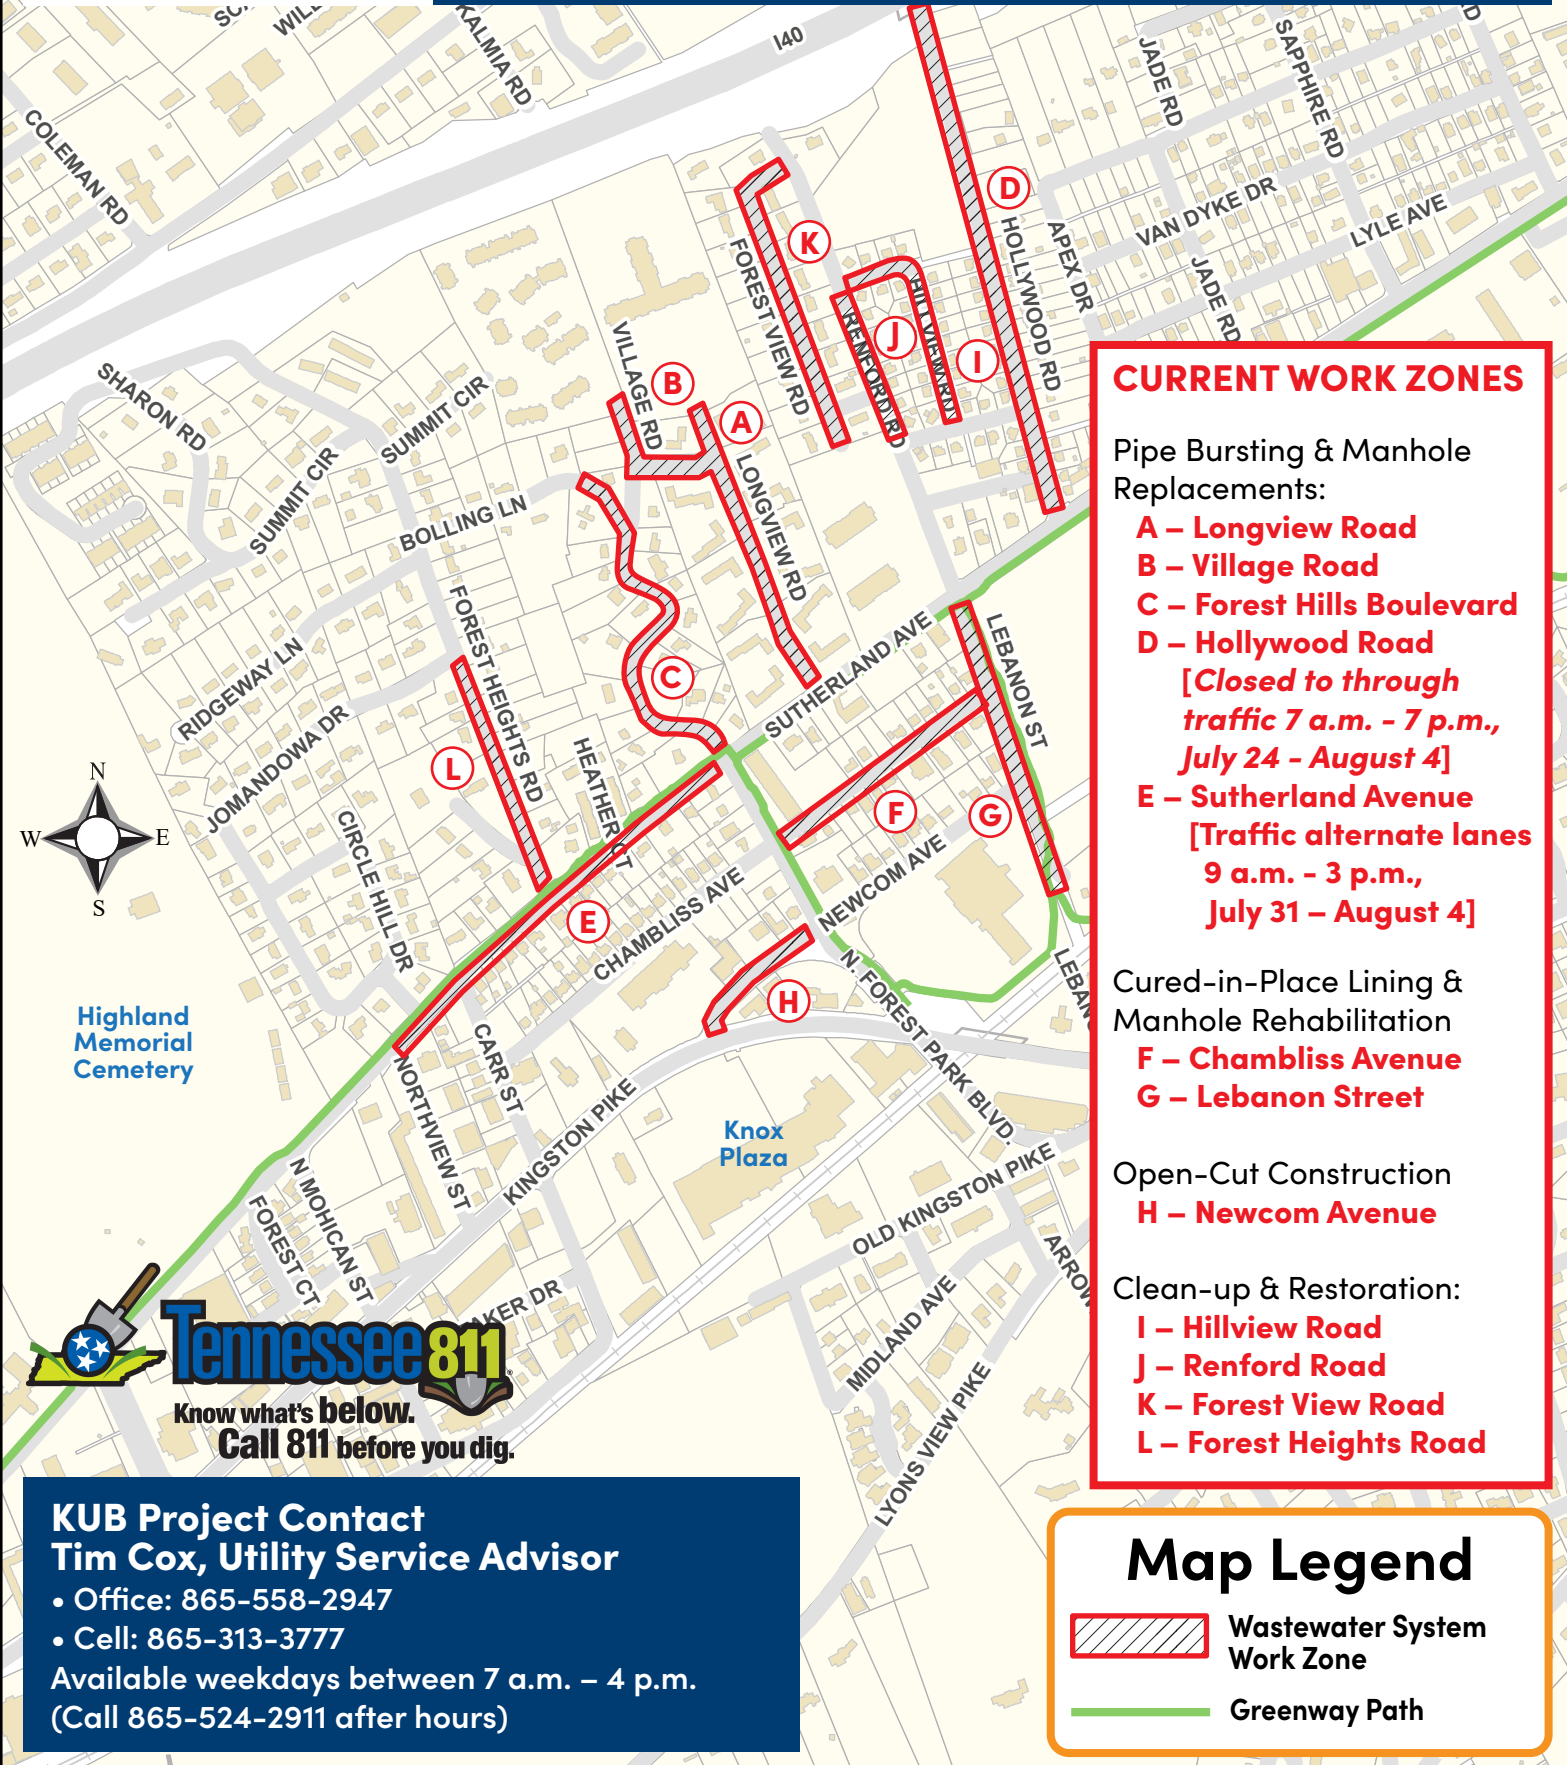 I40
KALMIA RD
COLEMAN RD
JADE RD
SAPPHIRE RD
D
HOLLYWOOD RD
APEX DR
VAN DYKE DR
LYLE AVE
JADE RD
K
FOREST VIEW RD
HILLVIEW RD
RENFORD RD
J
I
VILLAGE RD
B
A
LONGVIEW RD
SHARON RD
SUMMIT CIR
SUMMIT CIR
BOLLING LN
FOREST HEIGHTS RD
RIDGEWAY LN
JOMANDOWA DR
C
SUTHERLAND AVE
LEBANON ST
L
HEATHER CT
CIRCLE HILL DR
F
G
NEWCOM AVE
CHAMBLISS AVE
E
H
N. FOREST PARK BLVD.
N
W
E
S
Highland
Memorial
Cemetery
CARR ST
NORTHVIEW ST
KINGSTON PIKE
Knox
Plaza
OLD KINGSTON PIKE
N MOHICAN ST
FOREST CT
MIDLAND AVE
LYONS VIEW PIKE
CURRENT WORK ZONES
Pipe Bursting & Manhole
Replacements:
A – Longview Road
B – Village Road
C – Forest Hills Boulevard
D – Hollywood Road
[Closed to through
traffic 7 a.m. - 7 p.m.,
July 24 - August 4]
E – Sutherland Avenue
[Traffic alternate lanes
9 a.m. - 3 p.m.,
July 31 – August 4]
Cured-in-Place Lining &
Manhole Rehabilitation
F – Chambliss Avenue
G – Lebanon Street
Open-Cut Construction
H – Newcom Avenue
Clean-up & Restoration:
I – Hillview Road
J – Renford Road
K – Forest View Road
L – Forest Heights Road
Tennessee 811
Know what's below.
Call 811 before you dig.
KUB Project Contact
Tim Cox, Utility Service Advisor
• Office: 865-558-2947
• Cell: 865-313-3777
Available weekdays between 7 a.m. – 4 p.m.
(Call 865-524-2911 after hours)
Map Legend
Wastewater System
Work Zone
Greenway Path